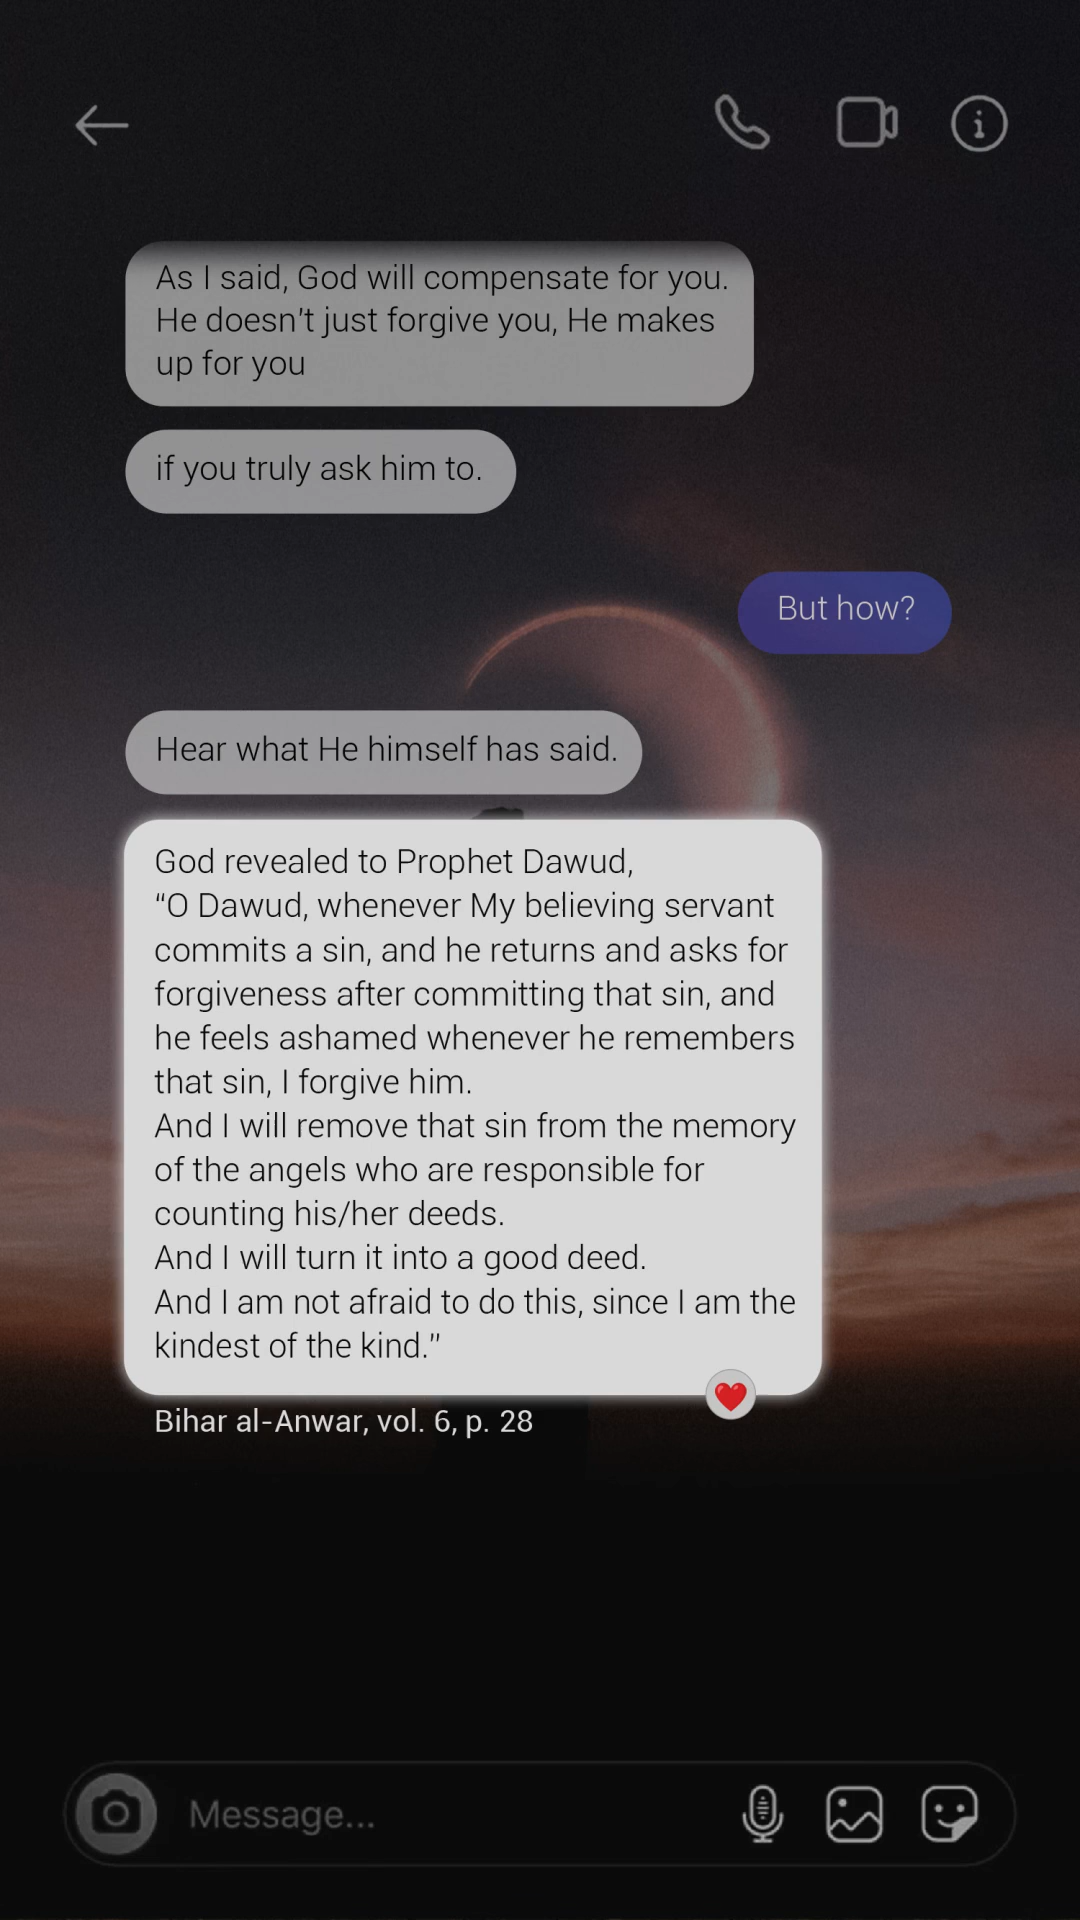 As I said, God will compensate for you.
He doesn't just forgive you, He makes
up for you
if you truly ask him to.
But how?
Hear what He himself has said.
God revealed to Prophet Dawud,
“O Dawud, whenever My believing servant
commits a sin, and he returns and asks for
forgiveness after committing that sin, and
he feels ashamed whenever he remembers
that sin, I forgive him.
And I will remove that sin from the memory
of the angels who are responsible for
counting his/her deeds.
And I will turn it into a good deed.
And I am not afraid to do this, since I am the
kindest of the kind.”
Bihar al-Anwar, vol. 6, p. 28
Message...